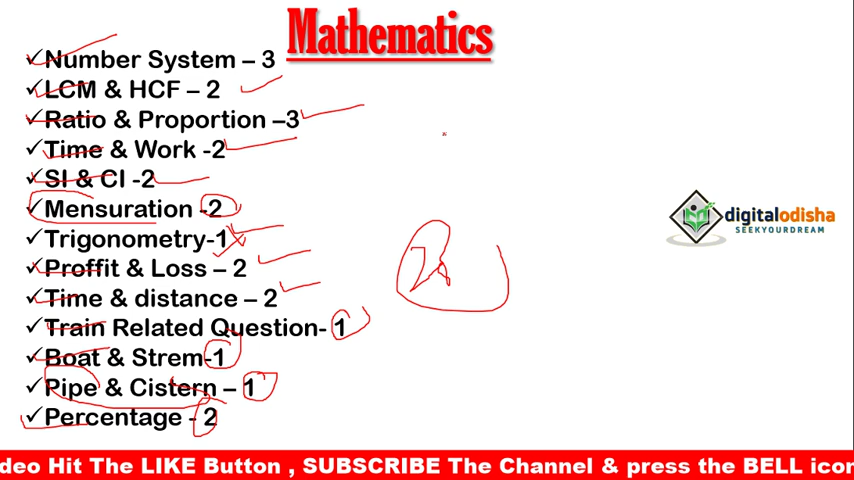 Mathematics
✓Number System – 3
✓LCM & HCF – 2
✓Ratio & Proportion –3
✓Time & Work -2
✓SI & CI -2
✓Mensuration -2
✓Trigonometry-1
✓Proffit & Loss – 2
✓Time & distance – 2
✓Train Related Question- 1
✓Boat & Strem-1
✓Pipe & Cistern – 1
✓Percentage - 2
digitalodisha
SEEKYOURDREAM
deo Hit The LIKE Button , SUBSCRIBE The Channel & press the BELL icon